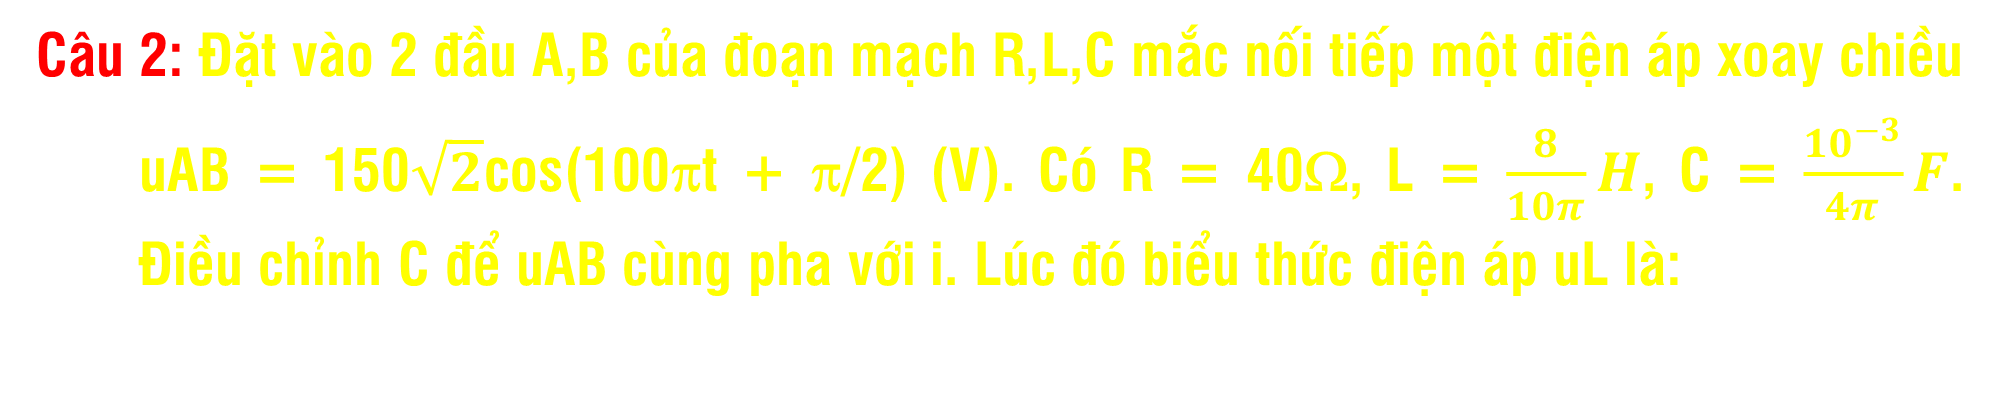 Câu 2: Đặt vào 2 đầu A,B của đoạn mạch R,L,C mắc nối tiếp một điện áp xoay chiều
uAB = 150√2cos(100πt + π/2) (V). Có R = 40Ω, L = 8/10π H, C = 10⁻³/4π F.
Điều chỉnh C để uAB cùng pha với i. Lúc đó biểu thức điện áp uL là: